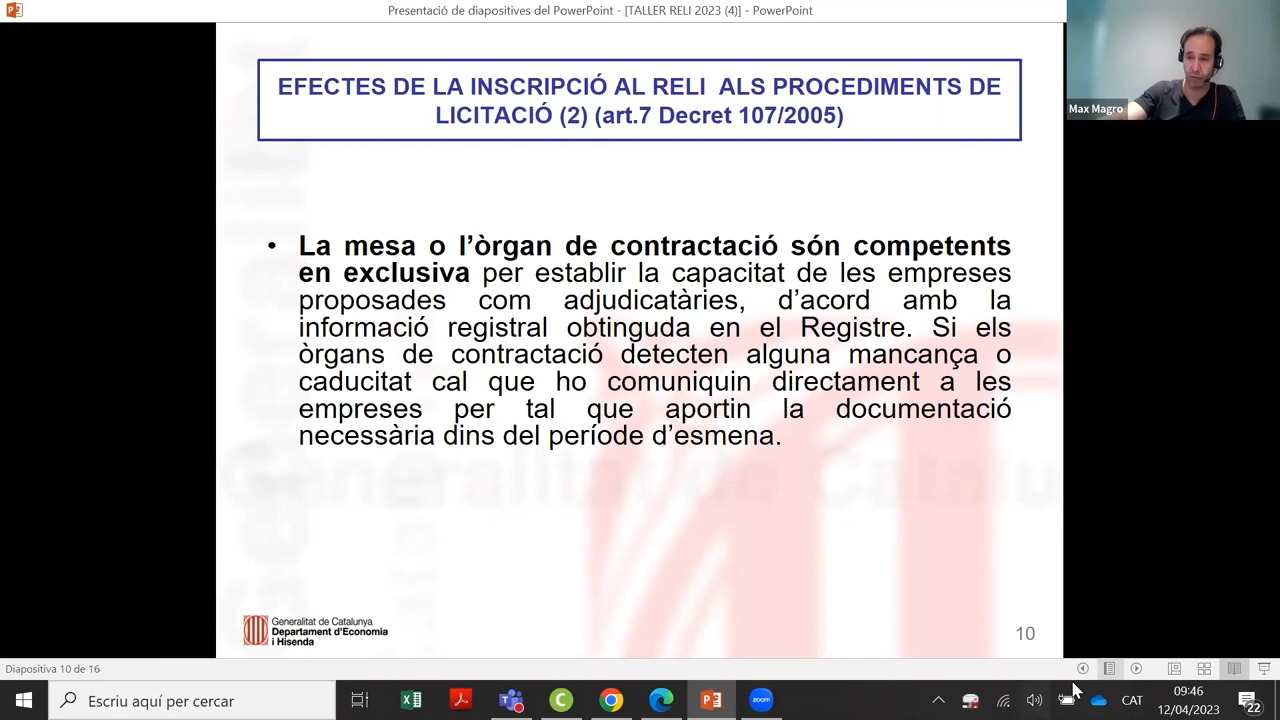 Presentació de diapositives del PowerPoint - [TALLER RELI 2023 (4)] - PowerPoint
Max Magro
EFECTES DE LA INSCRIPCIÓ AL RELI ALS PROCEDIMENTS DE
LICITACIÓ (2) (art.7 Decret 107/2005)
• La mesa o l'òrgan de contractació són competents
en exclusiva per establir la capacitat de les empreses
proposades com adjudicatàries, d'acord amb la
informació registral obtinguda en el Registre. Si els
òrgans de contractació detecten alguna mancança o
caducitat cal que ho comuniquin directament a les
empreses per tal que aportin la documentació
necessària dins del període d'esmena.
Generalitat de Catalu
Generalitat de Catalunya
Departament d'Economia
i Hisenda
10
Diapositiva 10 de 16
Escriu aquí per cercar
zoom
CAT
09:46
12/04/2023
22